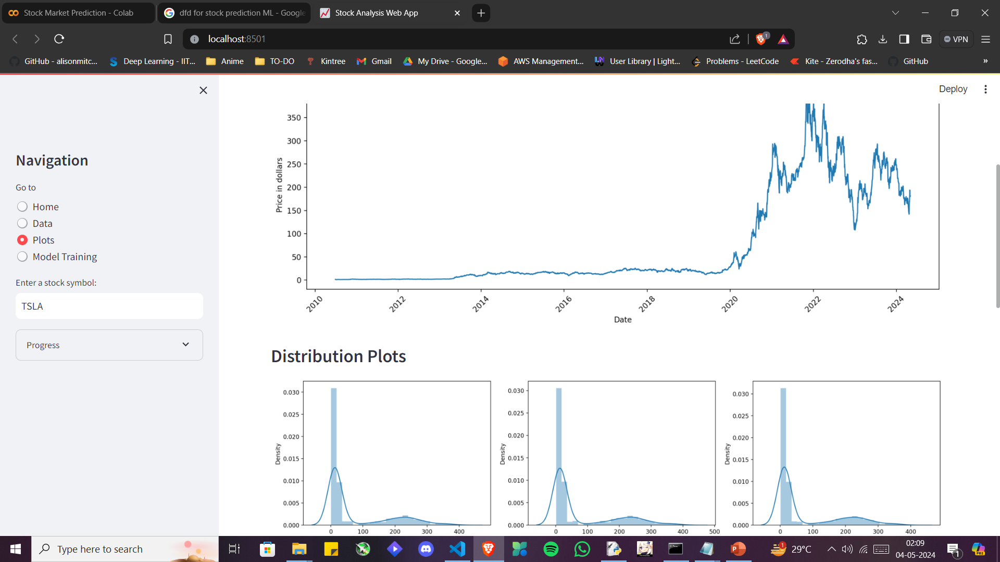 Stock Market Prediction - Colab
dfd for stock prediction ML - Google
Stock Analysis Web App
localhost:8501
1
VPN
GitHub - alisonmitc...
Deep Learning - IIT...
Anime
TO-DO
Kintree
Gmail
My Drive - Google...
AWS Management...
User Library | Light...
Problems - LeetCode
Kite - Zerodha's fas...
GitHub
»
Deploy
Navigation
Go to
Home
Data
Plots
Model Training
Enter a stock symbol:
TSLA
Progress
Price in dollars
350
300
250
200
150
100
50
0
2010
2012
2014
2016
2018
2020
2022
2024
Date
Distribution Plots
Density
0.030
0.025
0.020
0.015
0.010
0.005
0.000
0
100
200
300
400
Density
0.030
0.025
0.020
0.015
0.010
0.005
0.000
0
100
200
300
400
500
Density
0.030
0.025
0.020
0.015
0.010
0.005
0.000
0
100
200
300
400
Type here to search
1
29°C
02:09
04-05-2024
1
PRE